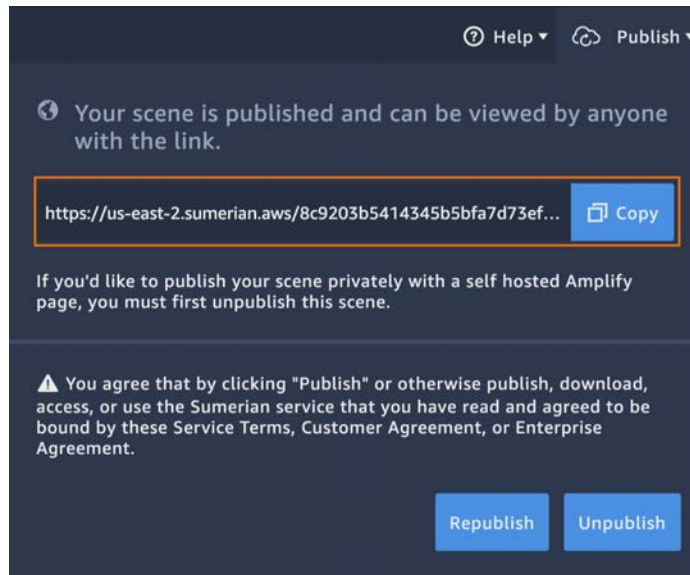 Help
Publish
Your scene is published and can be viewed by anyone
with the link.
https://us-east-2.sumerian.aws/8c9203b5414345b5bfa7d73ef...
Copy
If you'd like to publish your scene privately with a self hosted Amplify
page, you must first unpublish this scene.
You agree that by clicking "Publish" or otherwise publish, download,
access, or use the Sumerian service that you have read and agreed to be
bound by these Service Terms, Customer Agreement, or Enterprise
Agreement.
Republish
Unpublish